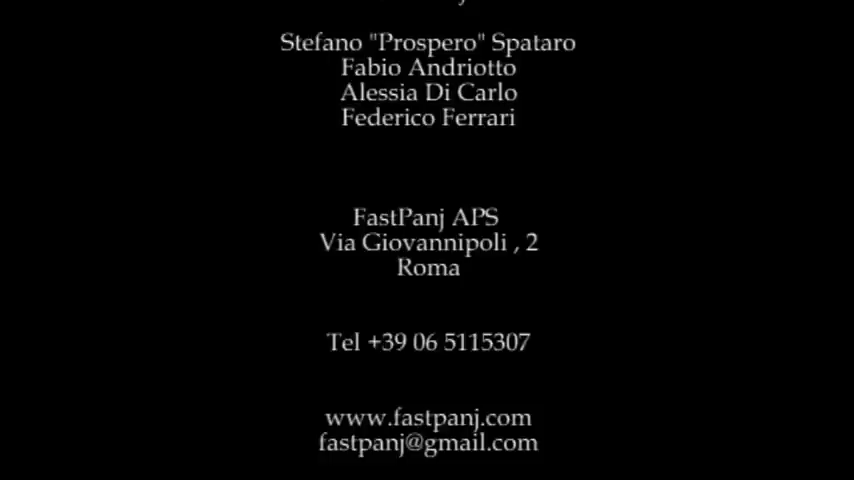 Stefano "Prospero" Spataro
Fabio Andriotto
Alessia Di Carlo
Federico Ferrari
FastPanj APS
Via Giovannipoli , 2
Roma
Tel +39 06 5115307
www.fastpanj.com
fastpanj@gmail.com